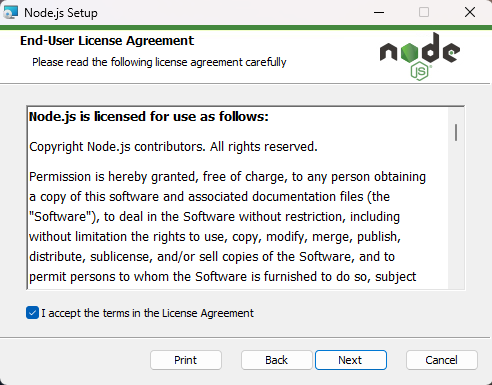 Node.js Setup
End-User License Agreement
Please read the following license agreement carefully
node
JS
Node.js is licensed for use as follows:
Copyright Node.js contributors. All rights reserved.
Permission is hereby granted, free of charge, to any person obtaining
a copy of this software and associated documentation files (the
"Software"), to deal in the Software without restriction, including
without limitation the rights to use, copy, modify, merge, publish,
distribute, sublicense, and/or sell copies of the Software, and to
permit persons to whom the Software is furnished to do so, subject
I accept the terms in the License Agreement
Print
Back
Next
Cancel